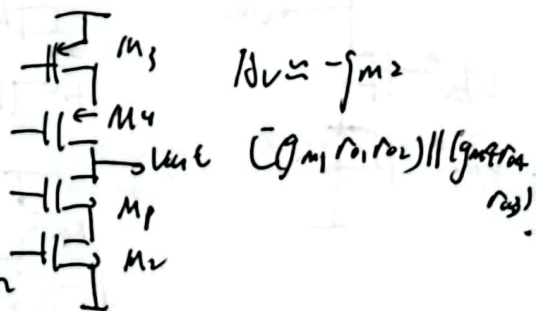 M3
Av ≈ -gm2
M4
Vout
[gm1 ro1 ro2) || (gm4 ro4
ro3)
M1
M2